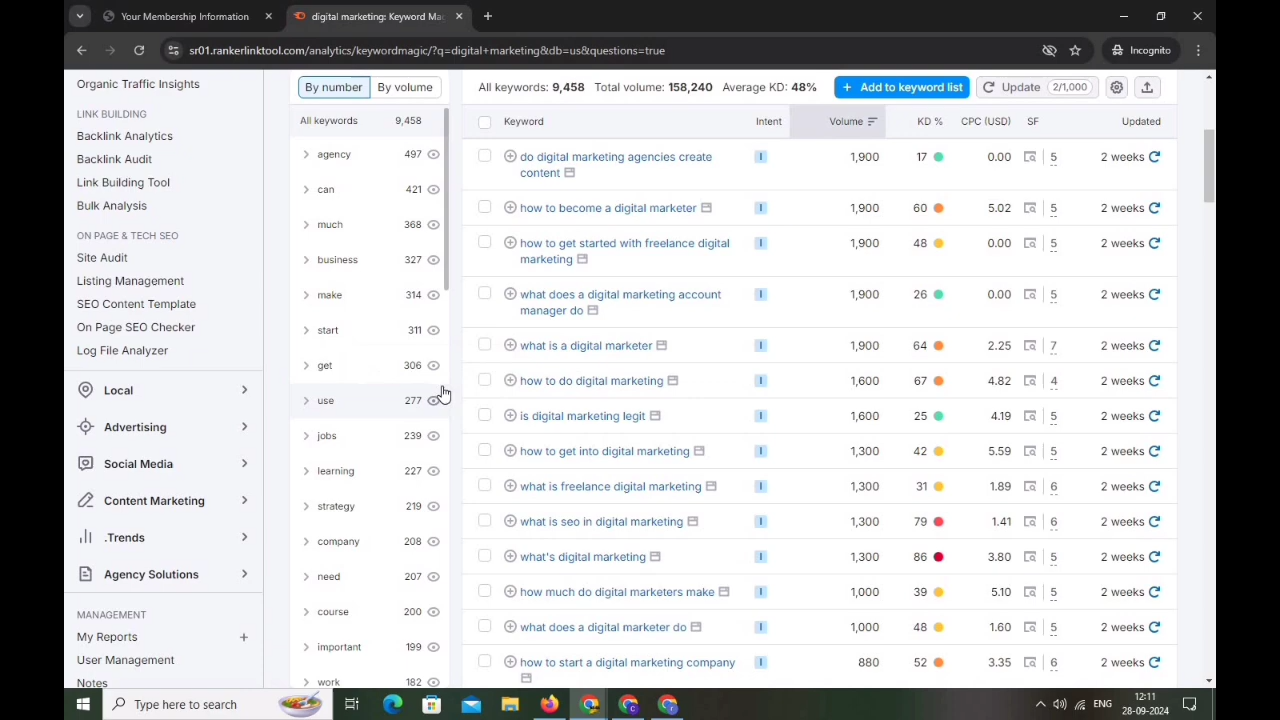 Your Membership Information
digital marketing: Keyword Mag
sr01.rankerlinktool.com/analytics/keywordmagic/?q=digital+marketing&db=us&questions=true
Incognito
Organic Traffic Insights
LINK BUILDING
Backlink Analytics
Backlink Audit
Link Building Tool
Bulk Analysis
ON PAGE & TECH SEO
Site Audit
Listing Management
SEO Content Template
On Page SEO Checker
Log File Analyzer
Local
Advertising
Social Media
Content Marketing
.Trends
Agency Solutions
MANAGEMENT
My Reports
User Management
Notes
By number By volume
All keywords 9,458
agency 497
can 421
much 368
business 327
make 314
start 311
get 306
use 277
jobs 239
learning 227
strategy 219
company 208
need 207
course 200
important 199
work 182
All keywords: 9,458 Total volume: 158,240 Average KD: 48% + Add to keyword list Update 2/1,000
Keyword Intent Volume KD % CPC (USD) SF Updated
do digital marketing agencies create content I 1,900 17 0.00 5 2 weeks
how to become a digital marketer I 1,900 60 5.02 5 2 weeks
how to get started with freelance digital marketing I 1,900 48 0.00 5 2 weeks
what does a digital marketing account manager do I 1,900 26 0.00 5 2 weeks
what is a digital marketer I 1,900 64 2.25 7 2 weeks
how to do digital marketing I 1,600 67 4.82 4 2 weeks
is digital marketing legit I 1,600 25 4.19 5 2 weeks
how to get into digital marketing I 1,300 42 5.59 5 2 weeks
what is freelance digital marketing I 1,300 31 1.89 6 2 weeks
what is seo in digital marketing I 1,300 79 1.41 6 2 weeks
what's digital marketing I 1,300 86 3.80 5 2 weeks
how much do digital marketers make I 1,000 39 5.10 5 2 weeks
what does a digital marketer do I 1,000 48 1.60 5 2 weeks
how to start a digital marketing company I 880 52 3.35 6 2 weeks
Type here to search
ENG
12:11
28-09-2024